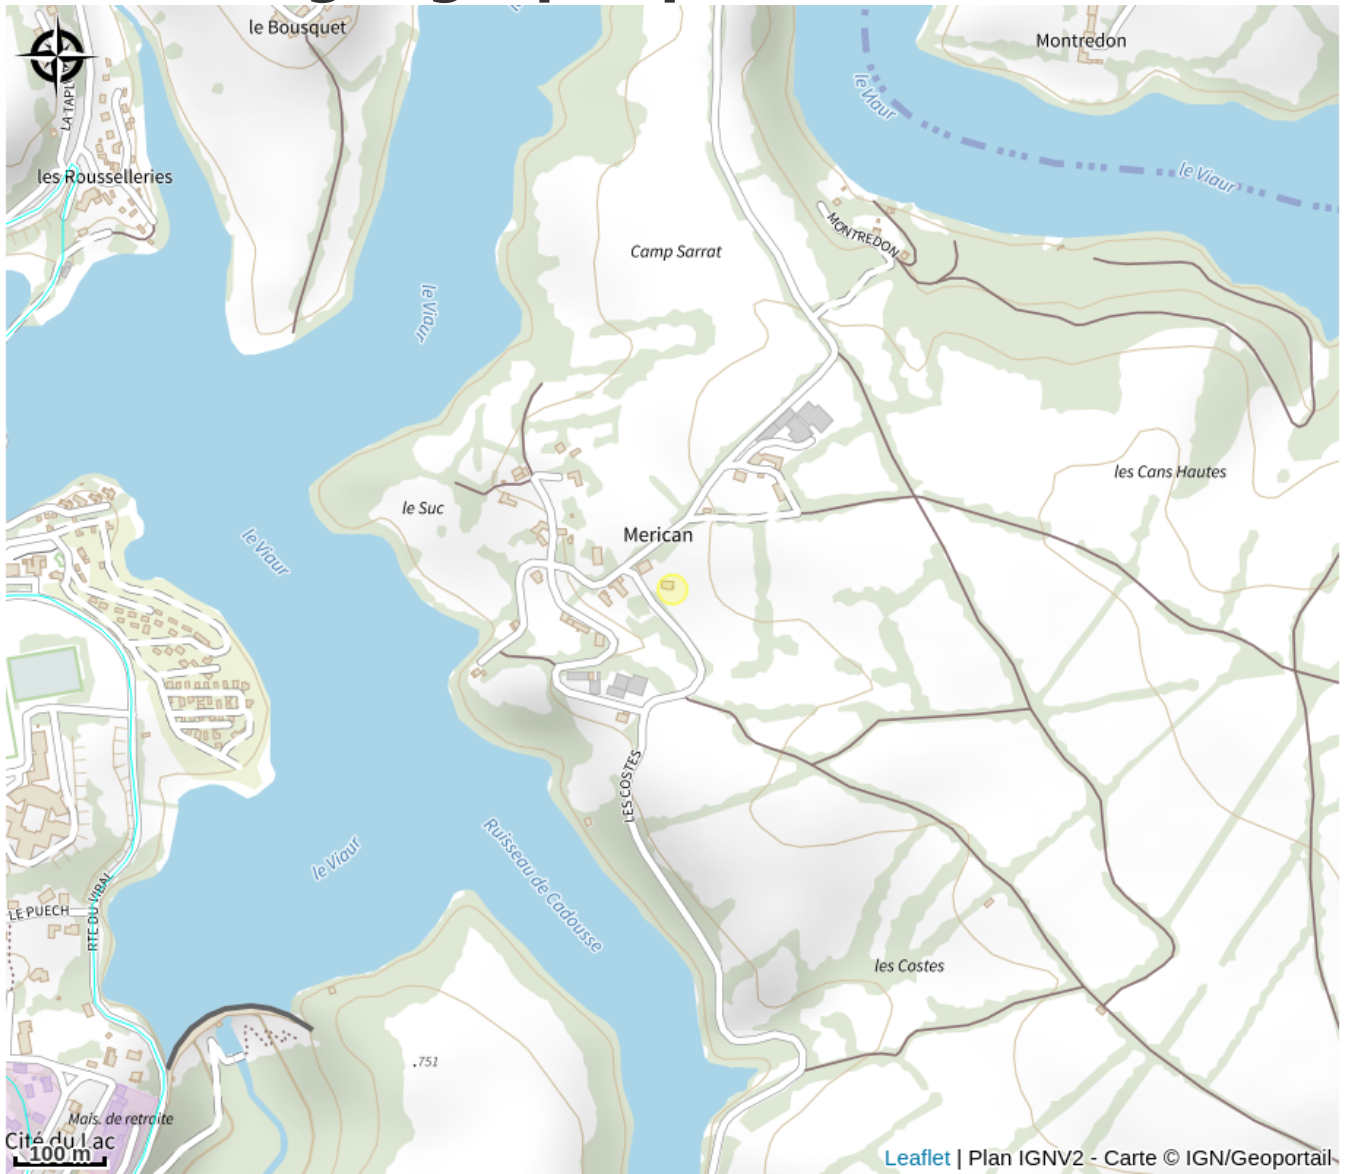 le Bousquet
Montredon
LA TAPL
le Viaur
les Rousselleries
le Viaur
MONTREDON
Camp Sarrat
le Viaur
les Cans Hautes
le Suc
Merican
le Viaur
LES COSTES
Ruisseau de Cadousse
le Viaur
RTE DU VIBAL
LE PUECH
les Costes
.751
Mais. de retraite
Cité du Lac
100 m
Leaflet | Plan IGNV2 - Carte © IGN/Geoportail